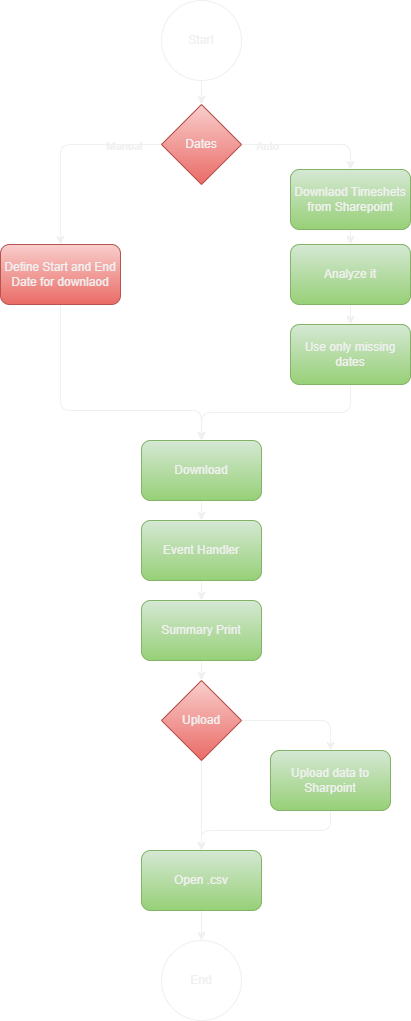 Start
Dates
Manual
Auto
Downlaod Timeshets
from Sharepoint
Define Start and End
Date for downlaod
Analyze it
Use only missing
dates
Download
Event Handler
Summary Print
Upload
Upload data to
Sharpoint
Open .csv
End